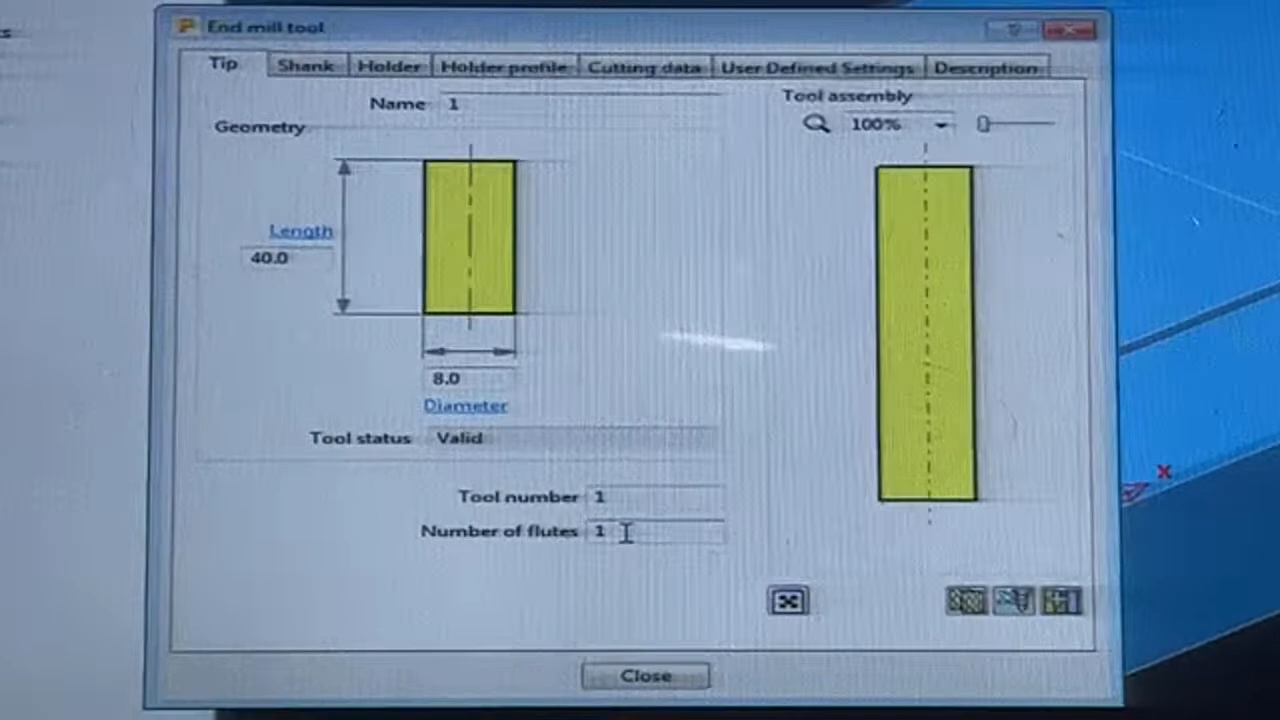 s
End mill tool
Tip Shank Holder Holder profile Cutting data User Defined Settings Description
Name 1
Tool assembly
Geometry
100%
Length
40.0
8.0
Diameter
Tool status Valid
Tool number 1
Number of flutes 1
Close